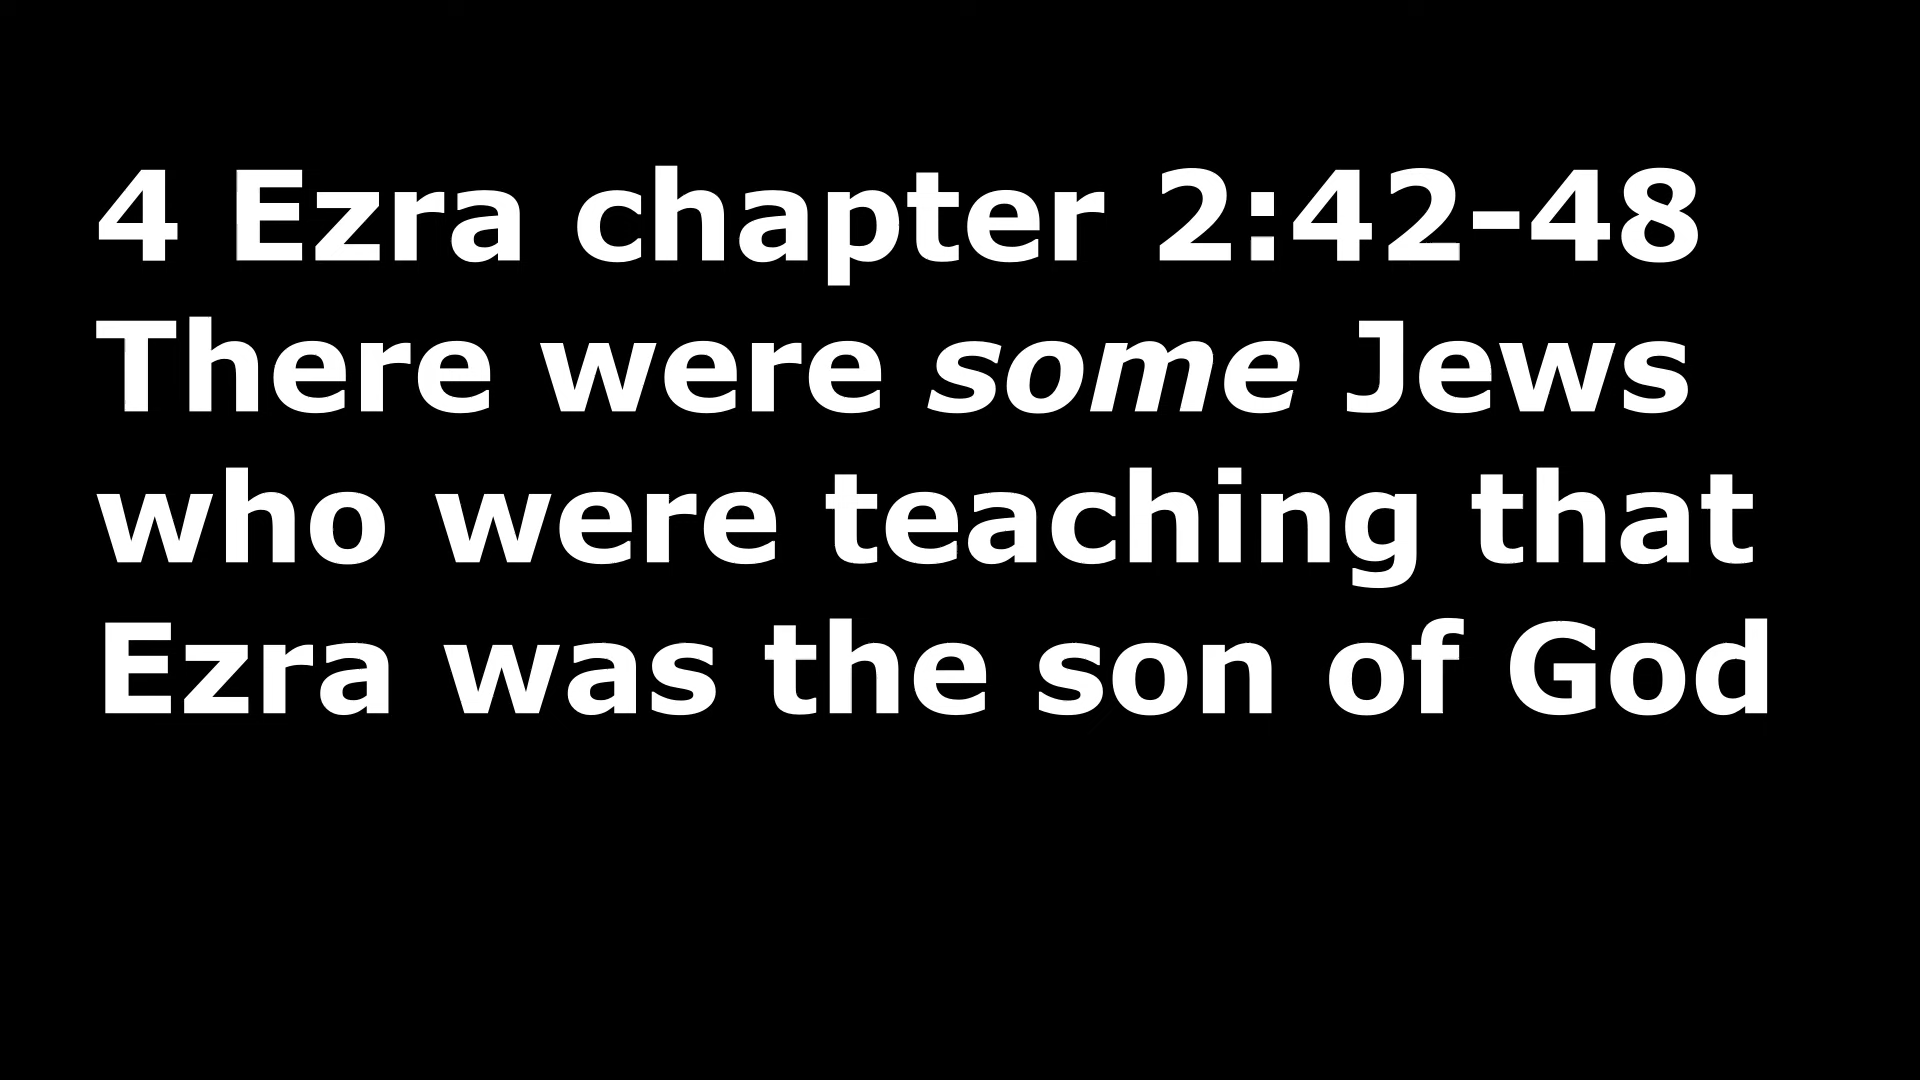 4 Ezra chapter 2:42-48
There were some Jews
who were teaching that
Ezra was the son of God